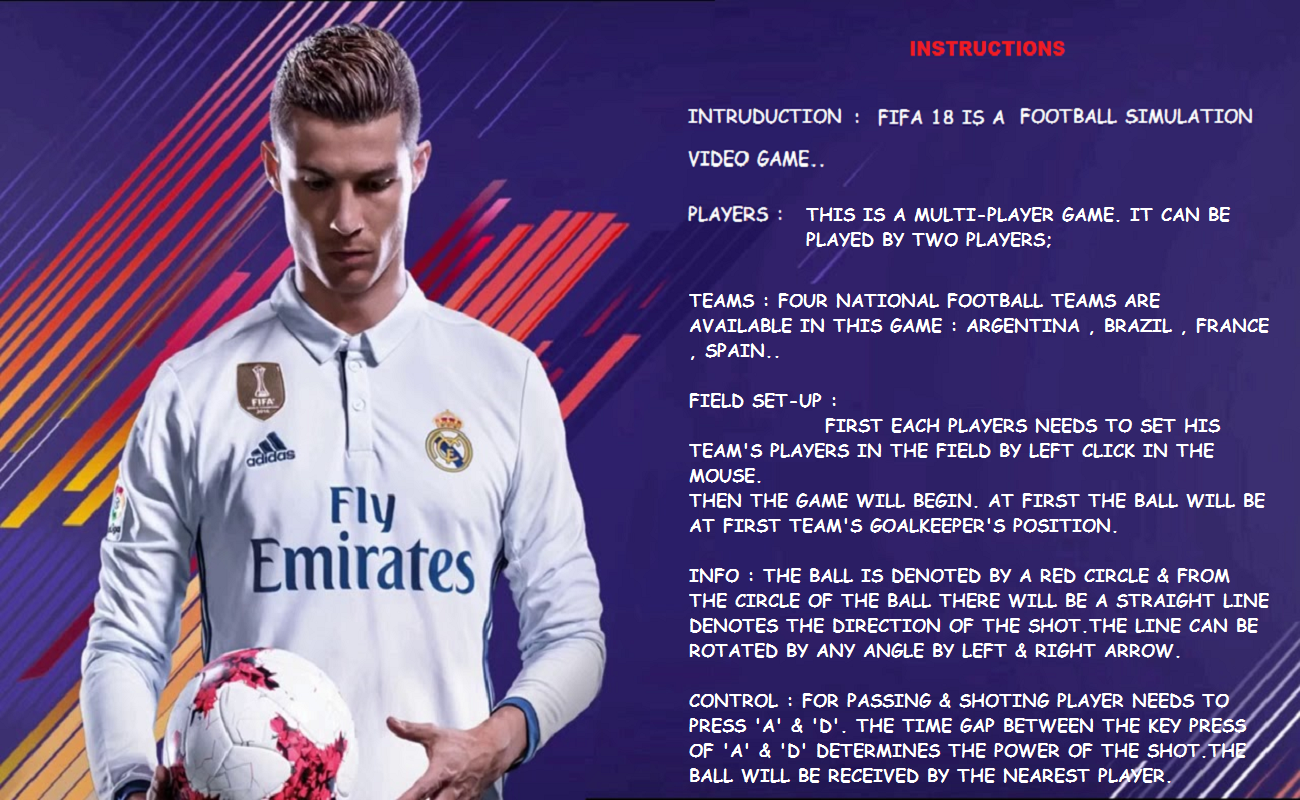 INSTRUCTIONS
INTRUDUCTION : FIFA 18 IS A FOOTBALL SIMULATION
VIDEO GAME..
PLAYERS : THIS IS A MULTI-PLAYER GAME. IT CAN BE
PLAYED BY TWO PLAYERS;
TEAMS : FOUR NATIONAL FOOTBALL TEAMS ARE
AVAILABLE IN THIS GAME : ARGENTINA , BRAZIL , FRANCE
, SPAIN..
FIELD SET-UP :
FIRST EACH PLAYERS NEEDS TO SET HIS
TEAM'S PLAYERS IN THE FIELD BY LEFT CLICK IN THE
MOUSE.
THEN THE GAME WILL BEGIN. AT FIRST THE BALL WILL BE
AT FIRST TEAM'S GOALKEEPER'S POSITION.
INFO : THE BALL IS DENOTED BY A RED CIRCLE & FROM
THE CIRCLE OF THE BALL THERE WILL BE A STRAIGHT LINE
DENOTES THE DIRECTION OF THE SHOT.THE LINE CAN BE
ROTATED BY ANY ANGLE BY LEFT & RIGHT ARROW.
CONTROL : FOR PASSING & SHOTING PLAYER NEEDS TO
PRESS 'A' & 'D'. THE TIME GAP BETWEEN THE KEY PRESS
OF 'A' & 'D' DETERMINES THE POWER OF THE SHOT.THE
BALL WILL BE RECEIVED BY THE NEAREST PLAYER.
FIFA
adidas
Fly
Emirates